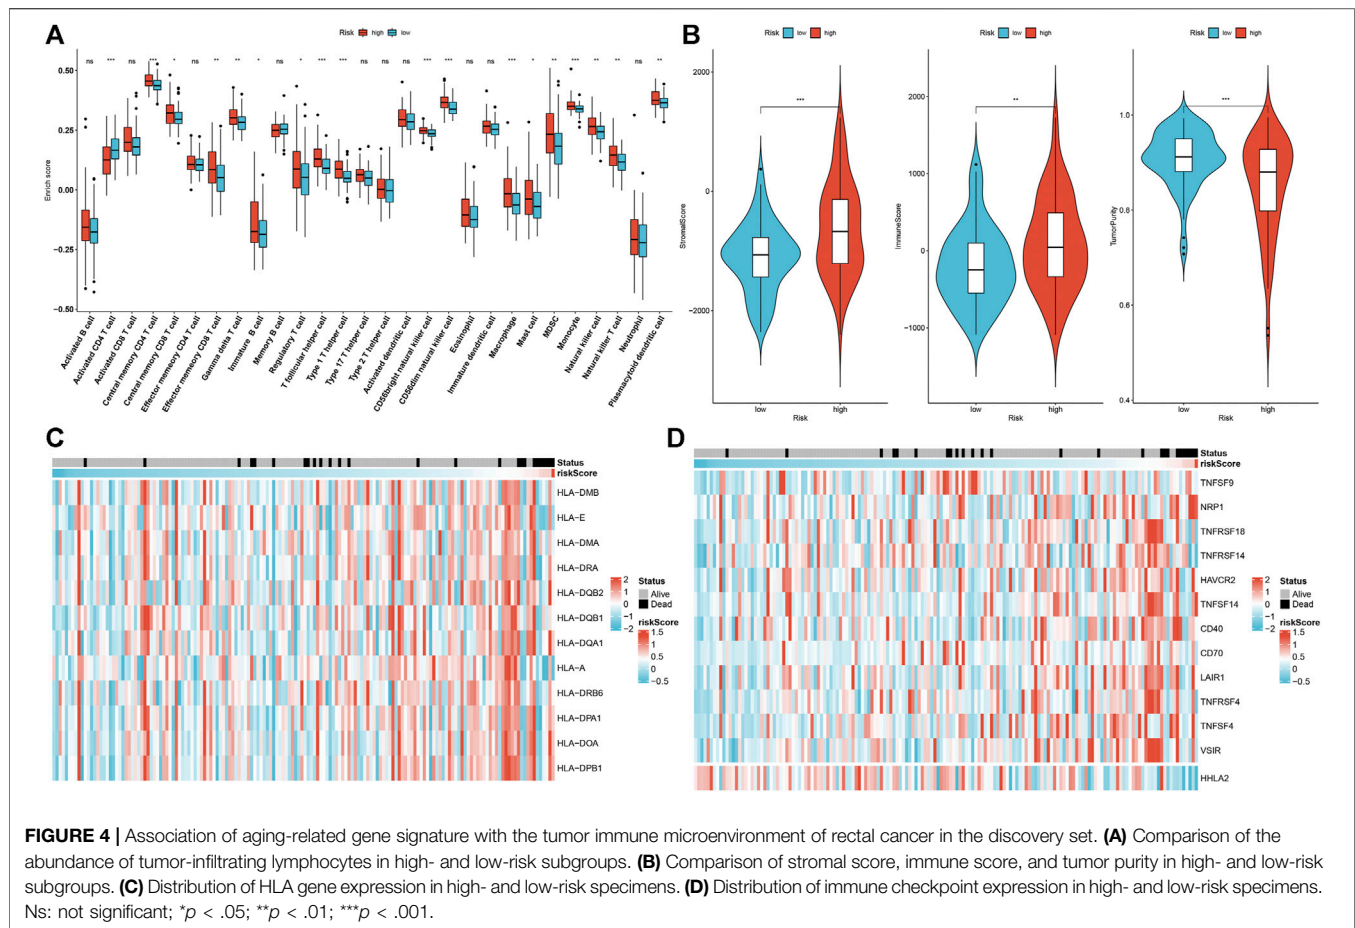 A
Risk high low
ns *** ns *** * ns ** ** * ns * *** *** ns ns ns *** *** ns ns *** * ** *** ** ** ns **
Enrich score
0.50
0.25
0.00
−0.25
−0.50
Activated B cell
Activated CD4 T cell
Activated CD8 T cell
Central memory CD4 T cell
Central memory CD8 T cell
Effector memeory CD4 T cell
Effector memeory CD8 T cell
Gamma delta T cell
Immature B cell
Memory B cell
Regulatory T cell
T follicular helper cell
Type 1 T helper cell
Type 17 T helper cell
Type 2 T helper cell
Activated dendritic cell
CD56bright natural killer cell
CD56dim natural killer cell
Eosinophil
Immature dendritic cell
Macrophage
Mast cell
MDSC
Monocyte
Natural killer cell
Natural killer T cell
Neutrophil
Plasmacytoid dendritic cell
B
Risk low high
StromalScore
2000
0
−2000
***
low high
Risk
Risk low high
ImmuneScore
2000
1000
0
−1000
**
low high
Risk
Risk low high
TumorPurity
1.0
0.8
0.6
0.4
***
low high
Risk
C
Status
riskScore
HLA−DMB
HLA−E
HLA−DMA
HLA−DRA
HLA−DQB2
HLA−DQB1
HLA−DQA1
HLA−A
HLA−DRB6
HLA−DPA1
HLA−DOA
HLA−DPB1
2
1
0
−1
−2
Status
Alive
Dead
riskScore
1.5
0.5
−0.5
D
Status
riskScore
TNFSF9
NRP1
TNFRSF18
TNFRSF14
HAVCR2
TNFSF14
CD40
CD70
LAIR1
TNFRSF4
TNFSF4
VSIR
HHLA2
2
1
0
−1
−2
Status
Alive
Dead
riskScore
1.5
0.5
−0.5
FIGURE 4 | Association of aging-related gene signature with the tumor immune microenvironment of rectal cancer in the discovery set. (A) Comparison of the
abundance of tumor-infiltrating lymphocytes in high- and low-risk subgroups. (B) Comparison of stromal score, immune score, and tumor purity in high- and low-risk
subgroups. (C) Distribution of HLA gene expression in high- and low-risk specimens. (D) Distribution of immune checkpoint expression in high- and low-risk specimens.
Ns: not significant; *p < .05; **p < .01; ***p < .001.